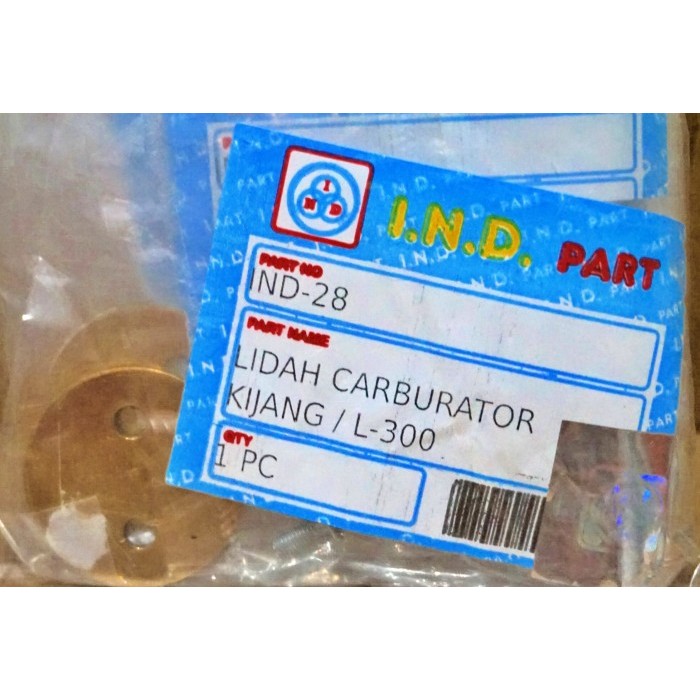 I
N D
I.N.D. PART
PART NO
IND-28
PART NAME
LIDAH CARBURATOR
KIJANG / L-300
QTY
1 PC